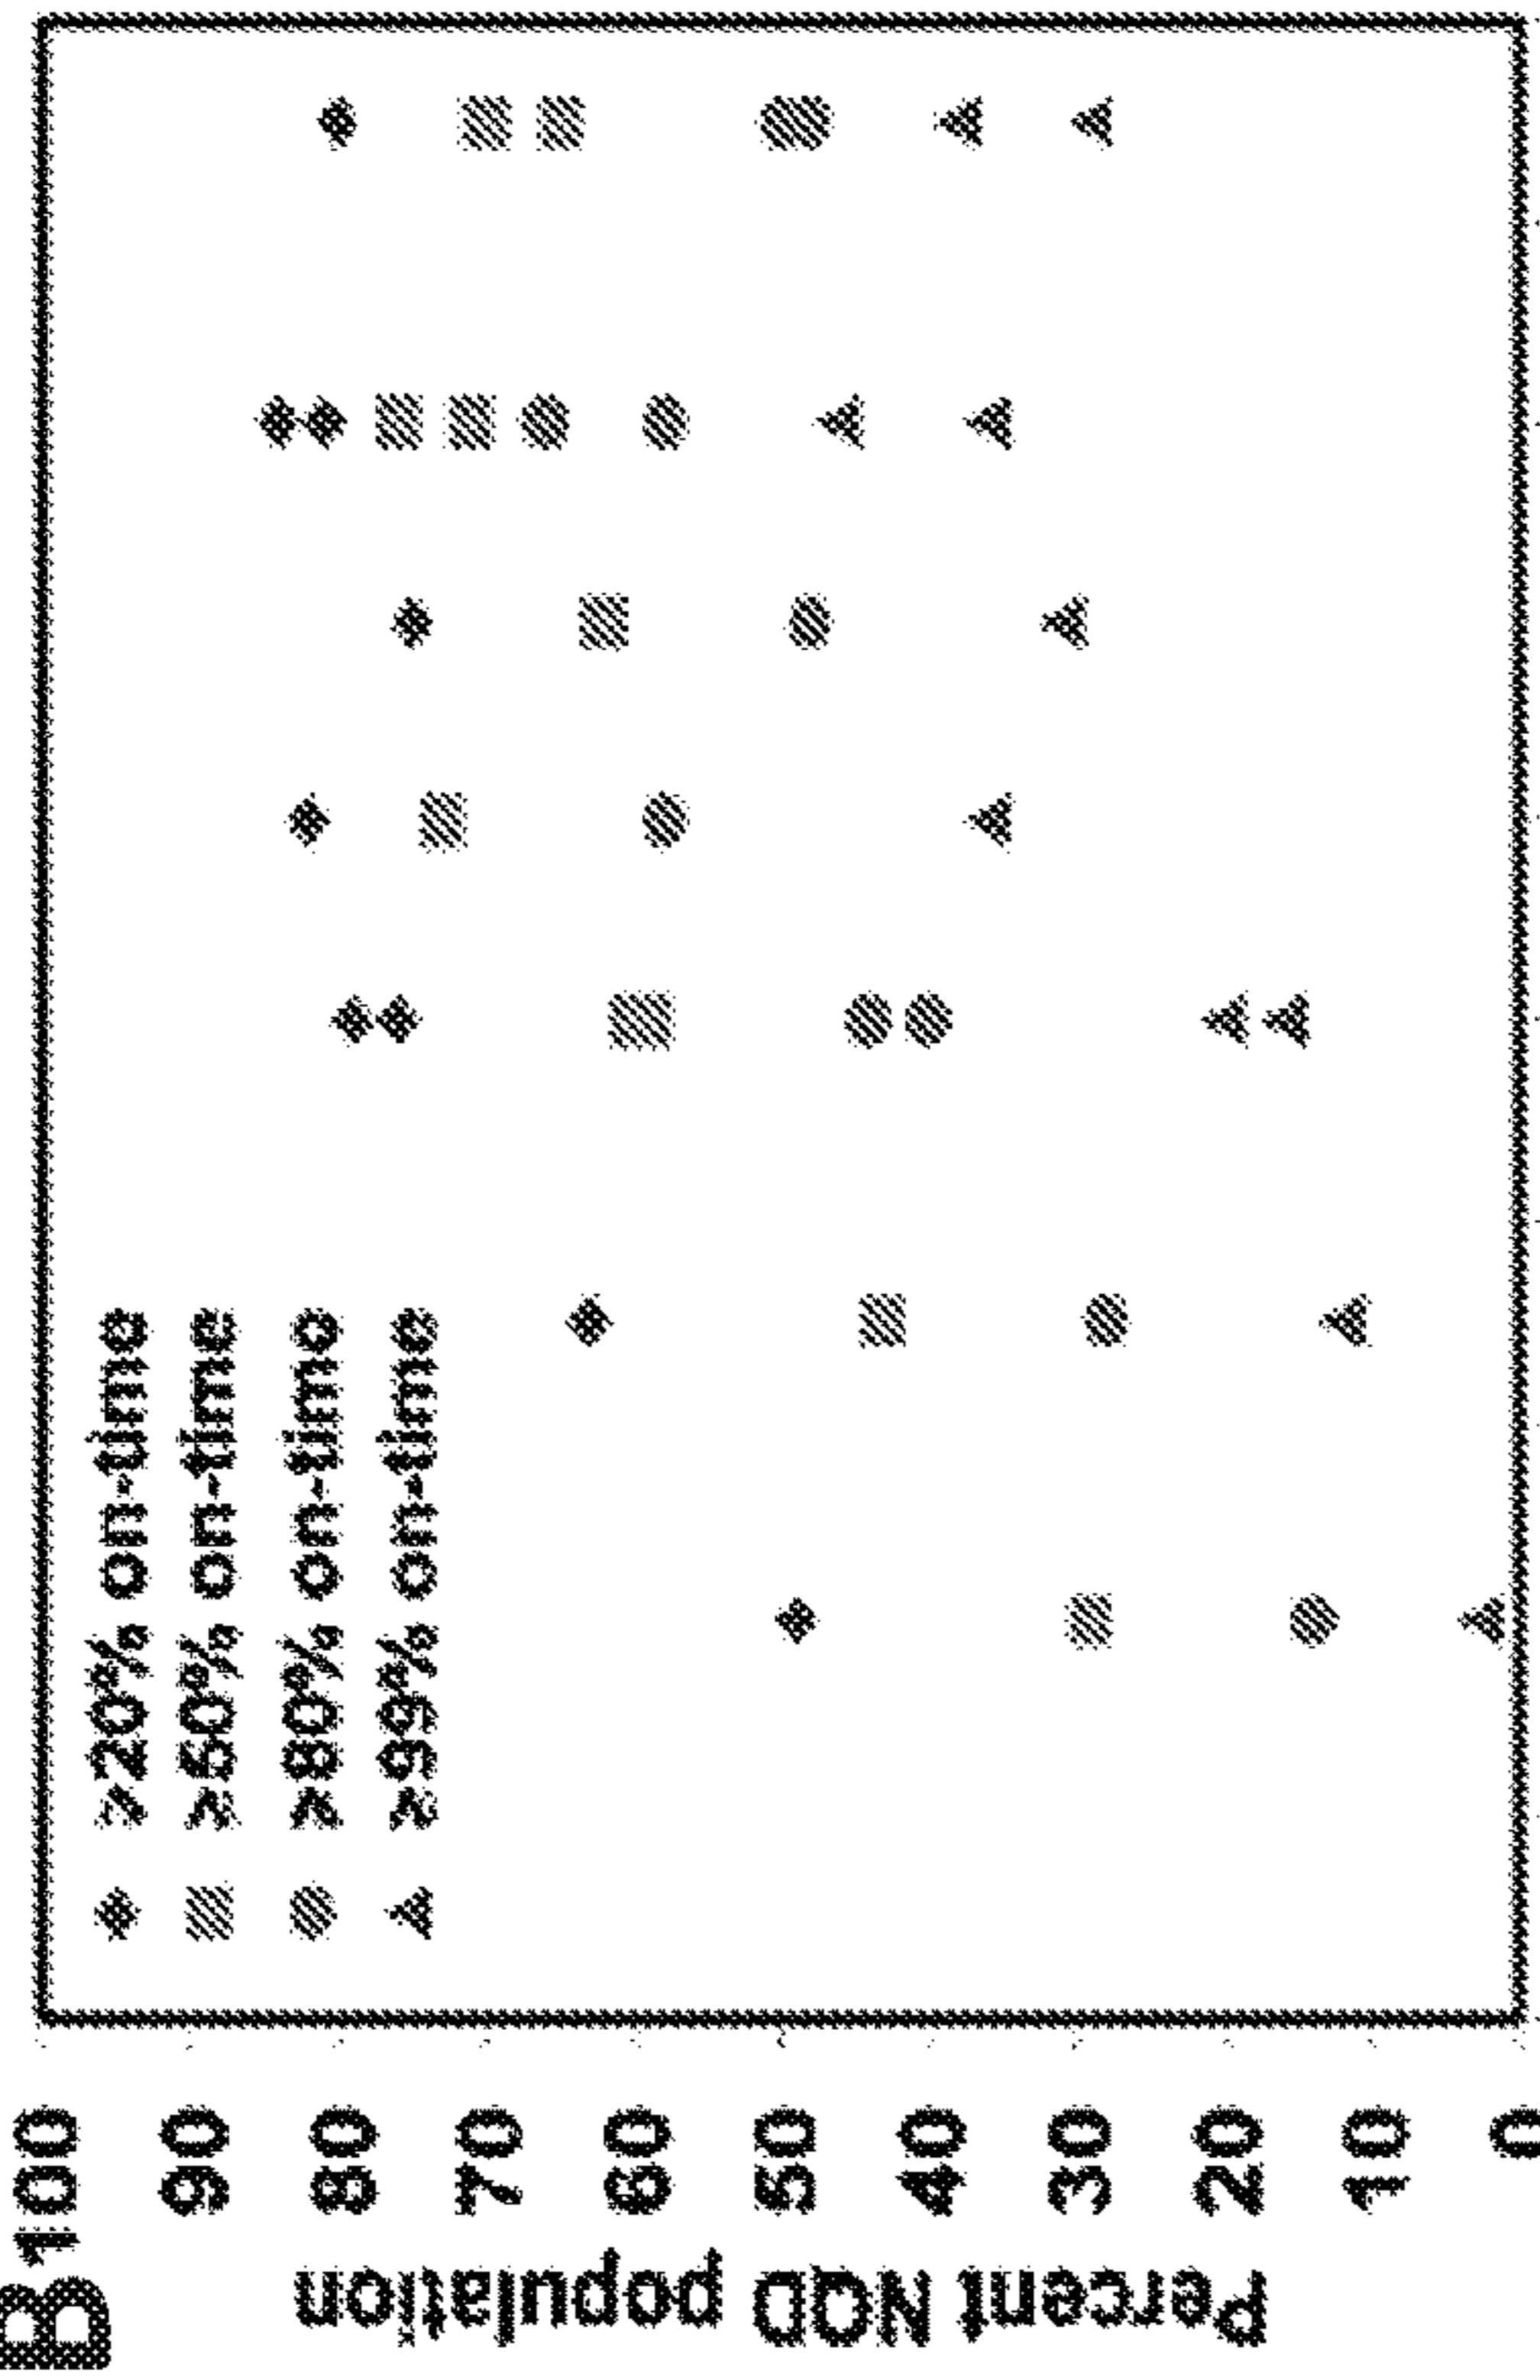 B
100
90
80
70
60
50
40
30
20
10
0
Percent NQD population
≥20% on-time
≥50% on-time
≥80% on-time
≥99% on-time